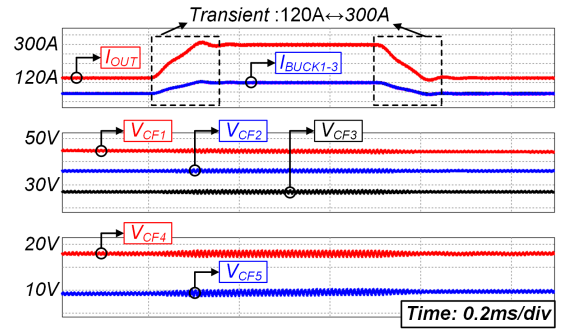 Transient :120A↔300A
300A
I_OUT
I_BUCK1-3
120A
50V
V_CF1
V_CF2
V_CF3
30V
20V
V_CF4
V_CF5
10V
Time: 0.2ms/div